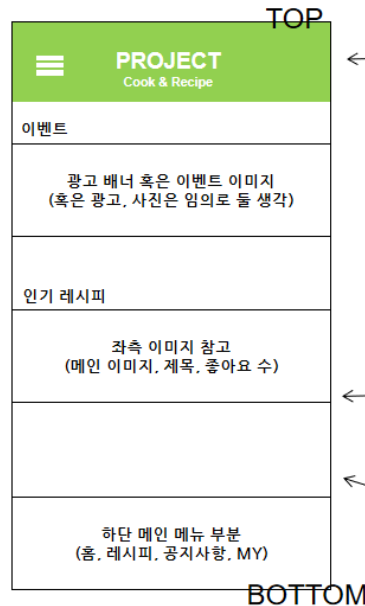 TOP
PROJECT
Cook & Recipe
이벤트
광고 배너 혹은 이벤트 이미지
(혹은 광고, 사진은 임의로 둘 생각)
인기 레시피
좌측 이미지 참고
(메인 이미지, 제목, 좋아요 수)
하단 메인 메뉴 부분
(홈, 레시피, 공지사항, MY)
BOTTOM